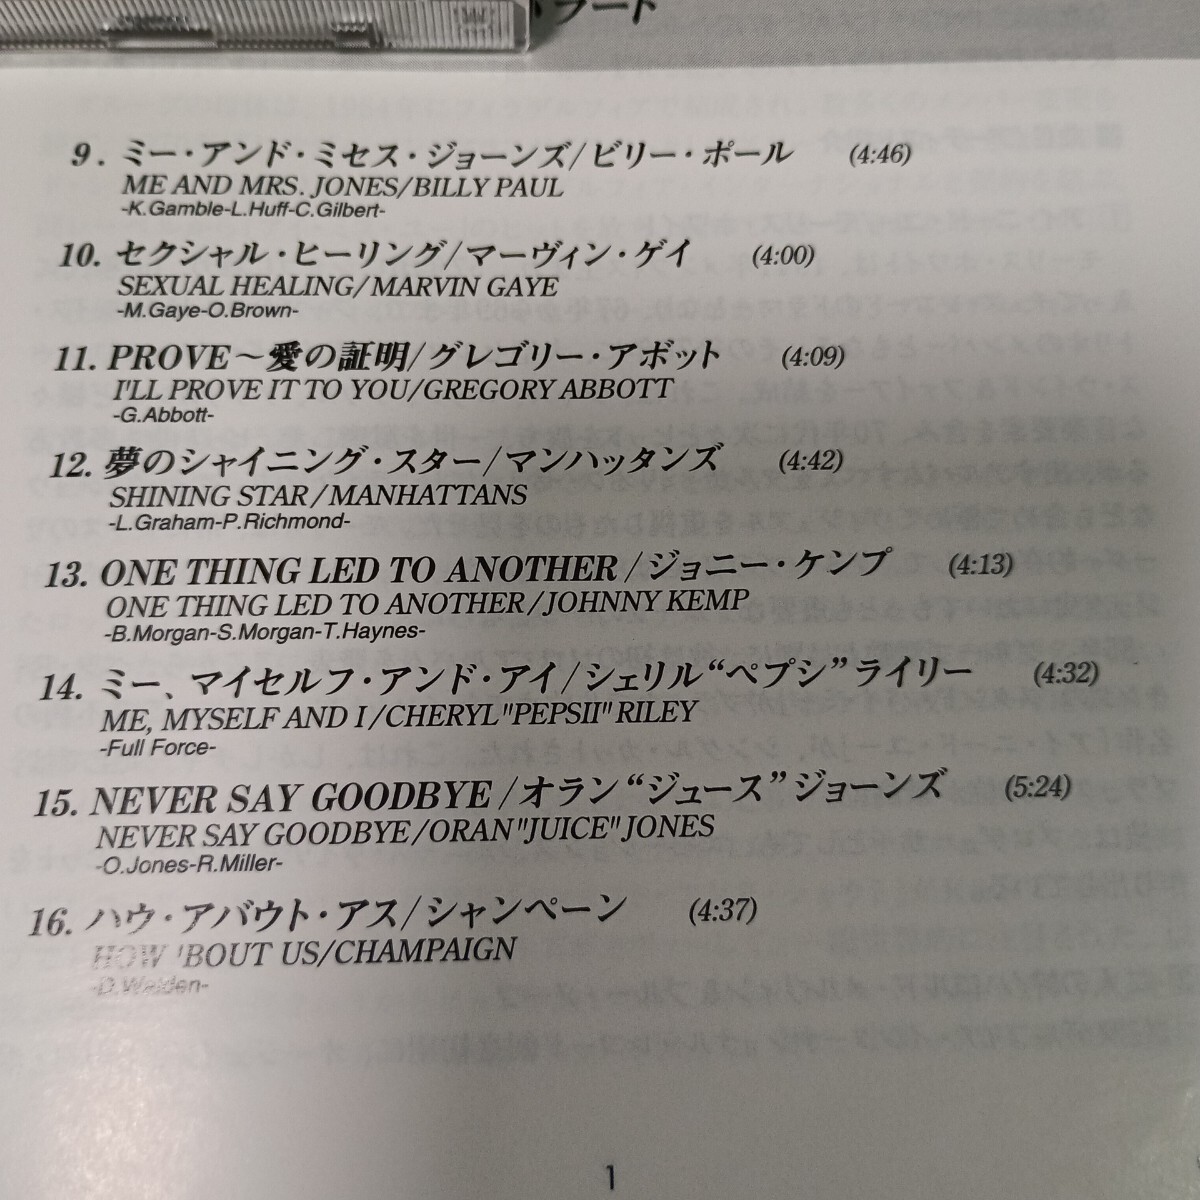 9. ミー・アンド・ミセス・ジョーンズ/ビリー・ポール (4:46)
ME AND MRS. JONES/BILLY PAUL
-K.Gamble-L.Huff-C.Gilbert-
10. セクシャル・ヒーリング/マーヴィン・ゲイ (4:00)
SEXUAL HEALING/MARVIN GAYE
-M.Gaye-O.Brown-
11. PROVE〜愛の証明/グレゴリー・アボット (4:09)
I'LL PROVE IT TO YOU/GREGORY ABBOTT
-G.Abbott-
12. 夢のシャイニング・スター/マンハッタンズ (4:42)
SHINING STAR/MANHATTANS
-L.Graham-P.Richmond-
13. ONE THING LED TO ANOTHER/ジョニー・ケンプ (4:13)
ONE THING LED TO ANOTHER/JOHNNY KEMP
-B.Morgan-S.Morgan-T.Haynes-
14. ミー、マイセルフ・アンド・アイ/シェリル“ペプシ”ライリー (4:32)
ME, MYSELF AND I/CHERYL"PEPSII"RILEY
-Full Force-
15. NEVER SAY GOODBYE/オラン“ジュース”ジョーンズ (5:24)
NEVER SAY GOODBYE/ORAN"JUICE"JONES
-O.Jones-R.Miller-
16. ハウ・アバウト・アス/シャンペーン (4:37)
HOW 'BOUT US/CHAMPAIGN
-D.Walden-
1